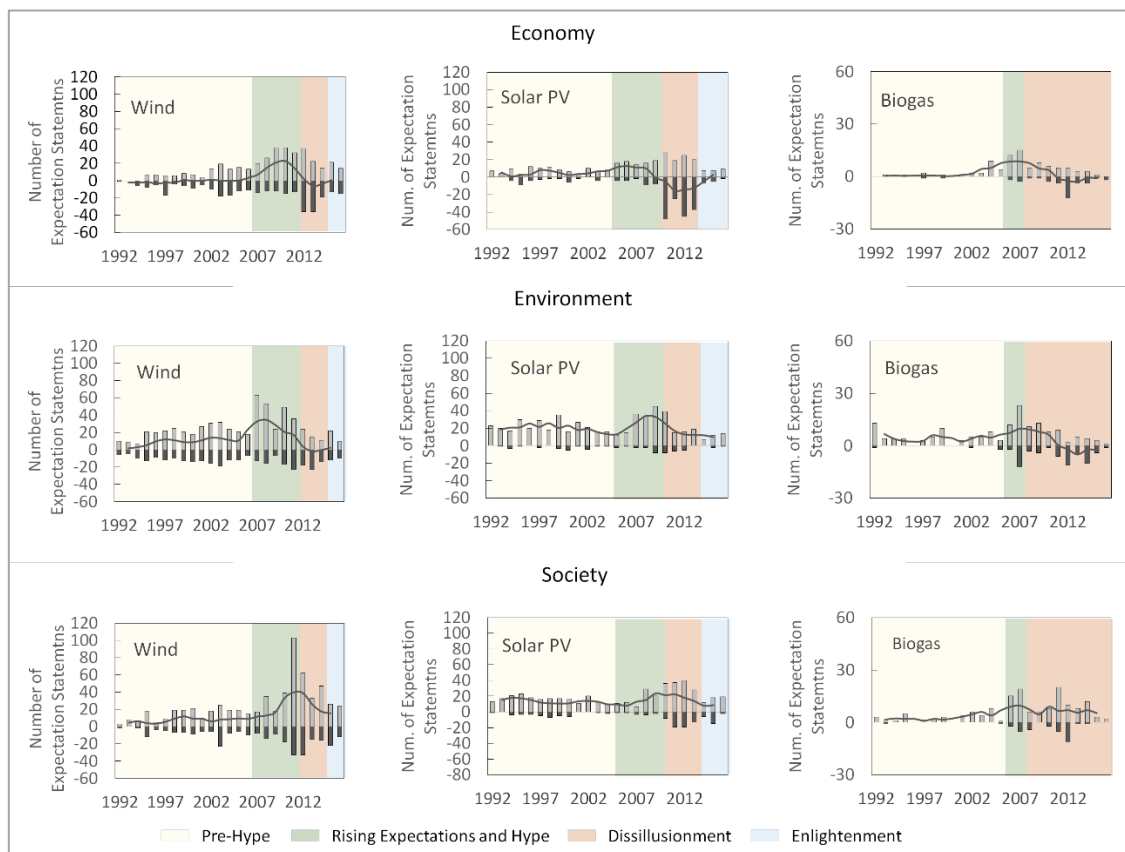 Economy
Number of
Expectation Statemtns
120
100
80
60
40
20
0
-20
-40
-60
Wind
1992 1997 2002 2007 2012
Num. of Expectation
Statemtns
120
100
80
60
40
20
0
-20
-40
-60
Solar PV
1992 1997 2002 2007 2012
Num. of Expectation
Statemtns
60
30
0
-30
Biogas
1992 1997 2002 2007 2012
Environment
Number of
Expectation Statemtns
120
100
80
60
40
20
0
-20
-40
-60
Wind
1992 1997 2002 2007 2012
Num. of Expectation
Statemtns
120
100
80
60
40
20
0
-20
-40
-60
Solar PV
1992 1997 2002 2007 2012
Num. of Expectation
Statemtns
60
30
0
-30
Biogas
1992 1997 2002 2007 2012
Society
Number of
Expectation Statemtns
120
100
80
60
40
20
0
-20
-40
-60
Wind
1992 1997 2002 2007 2012
Num. of Expectation
Statemtns
120
100
80
60
40
20
0
-20
-40
-60
-80
Solar PV
1992 1997 2002 2007 2012
Num. of Expectation
Statemtns
60
30
0
-30
Biogas
1992 1997 2002 2007 2012
Pre-Hype Rising Expectations and Hype Dissillusionment Enlightenment